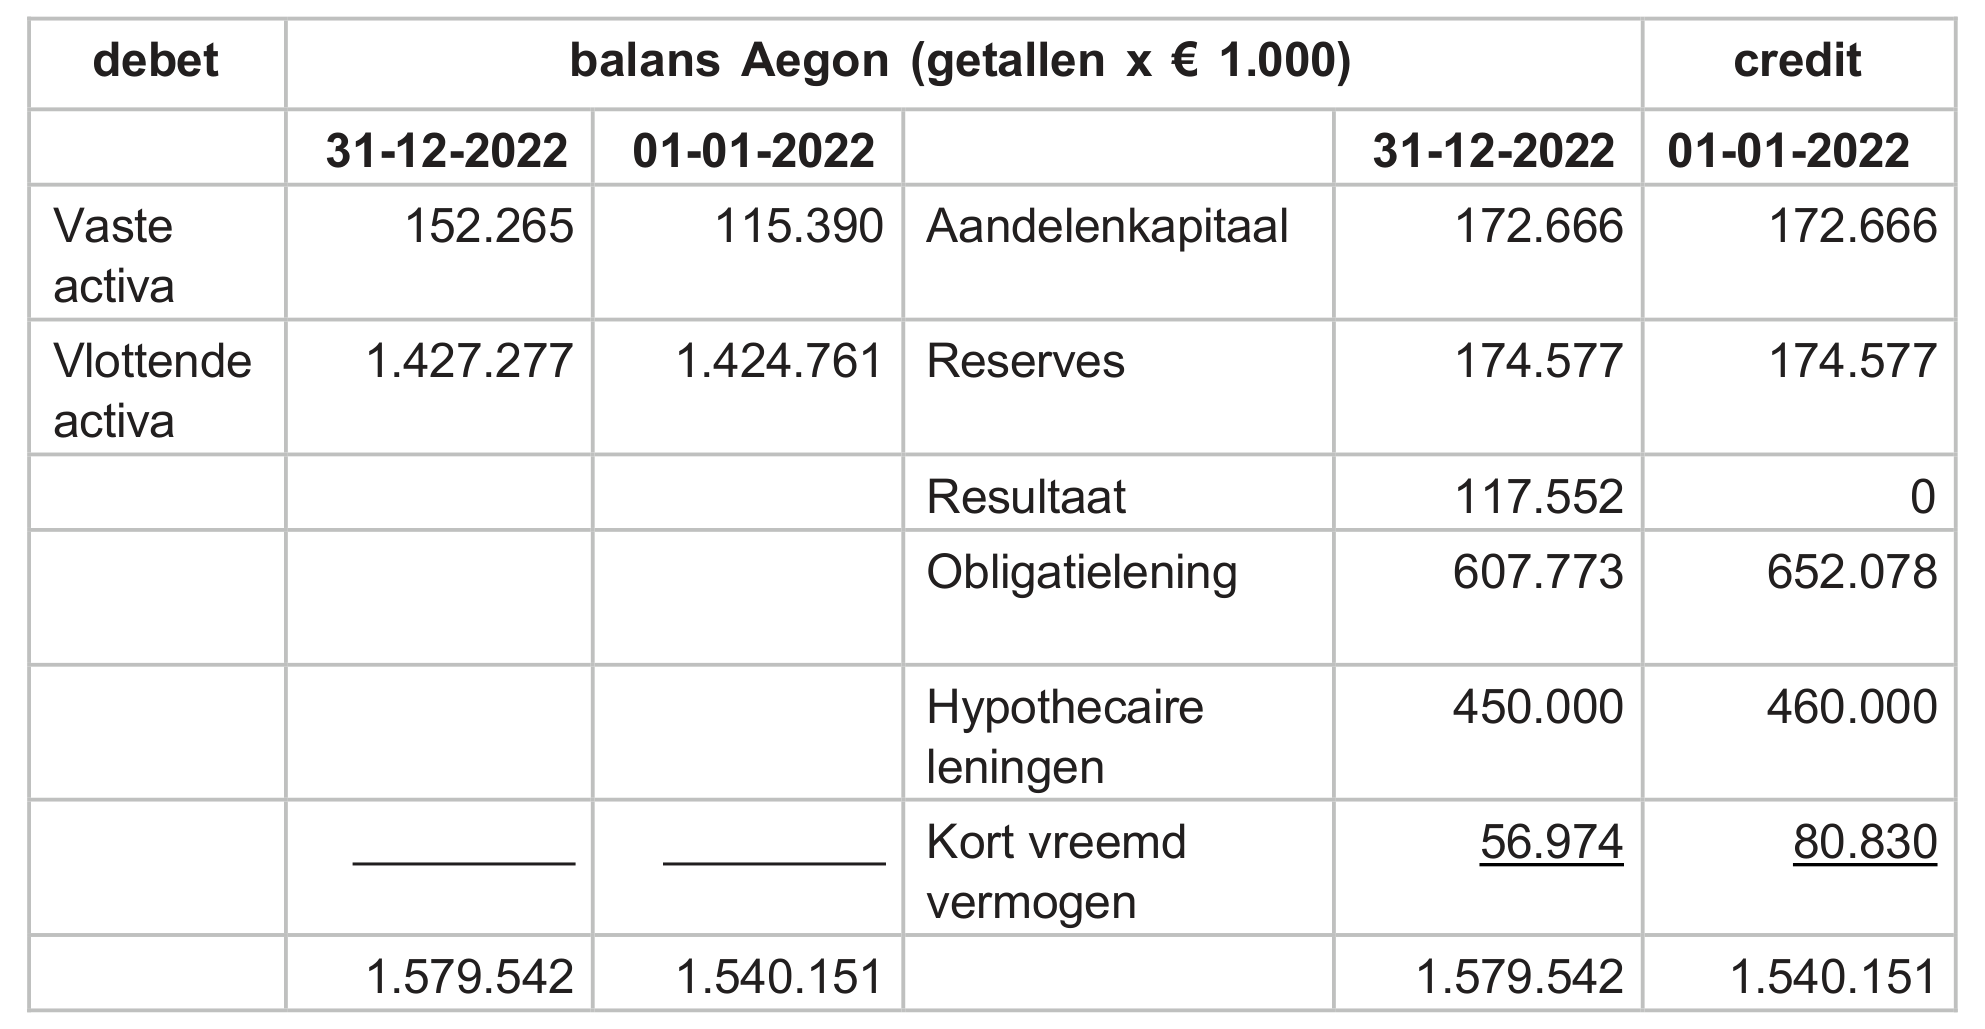 debet balans Aegon (getallen x € 1.000) credit
31-12-2022 01-01-2022 31-12-2022 01-01-2022
Vaste 152.265 115.390 Aandelenkapitaal 172.666 172.666
activa
Vlottende 1.427.277 1.424.761 Reserves 174.577 174.577
activa
Resultaat 117.552 0
Obligatielening 607.773 652.078
Hypothecaire 450.000 460.000
leningen
Kort vreemd 56.974 80.830
vermogen
1.579.542 1.540.151 1.579.542 1.540.151